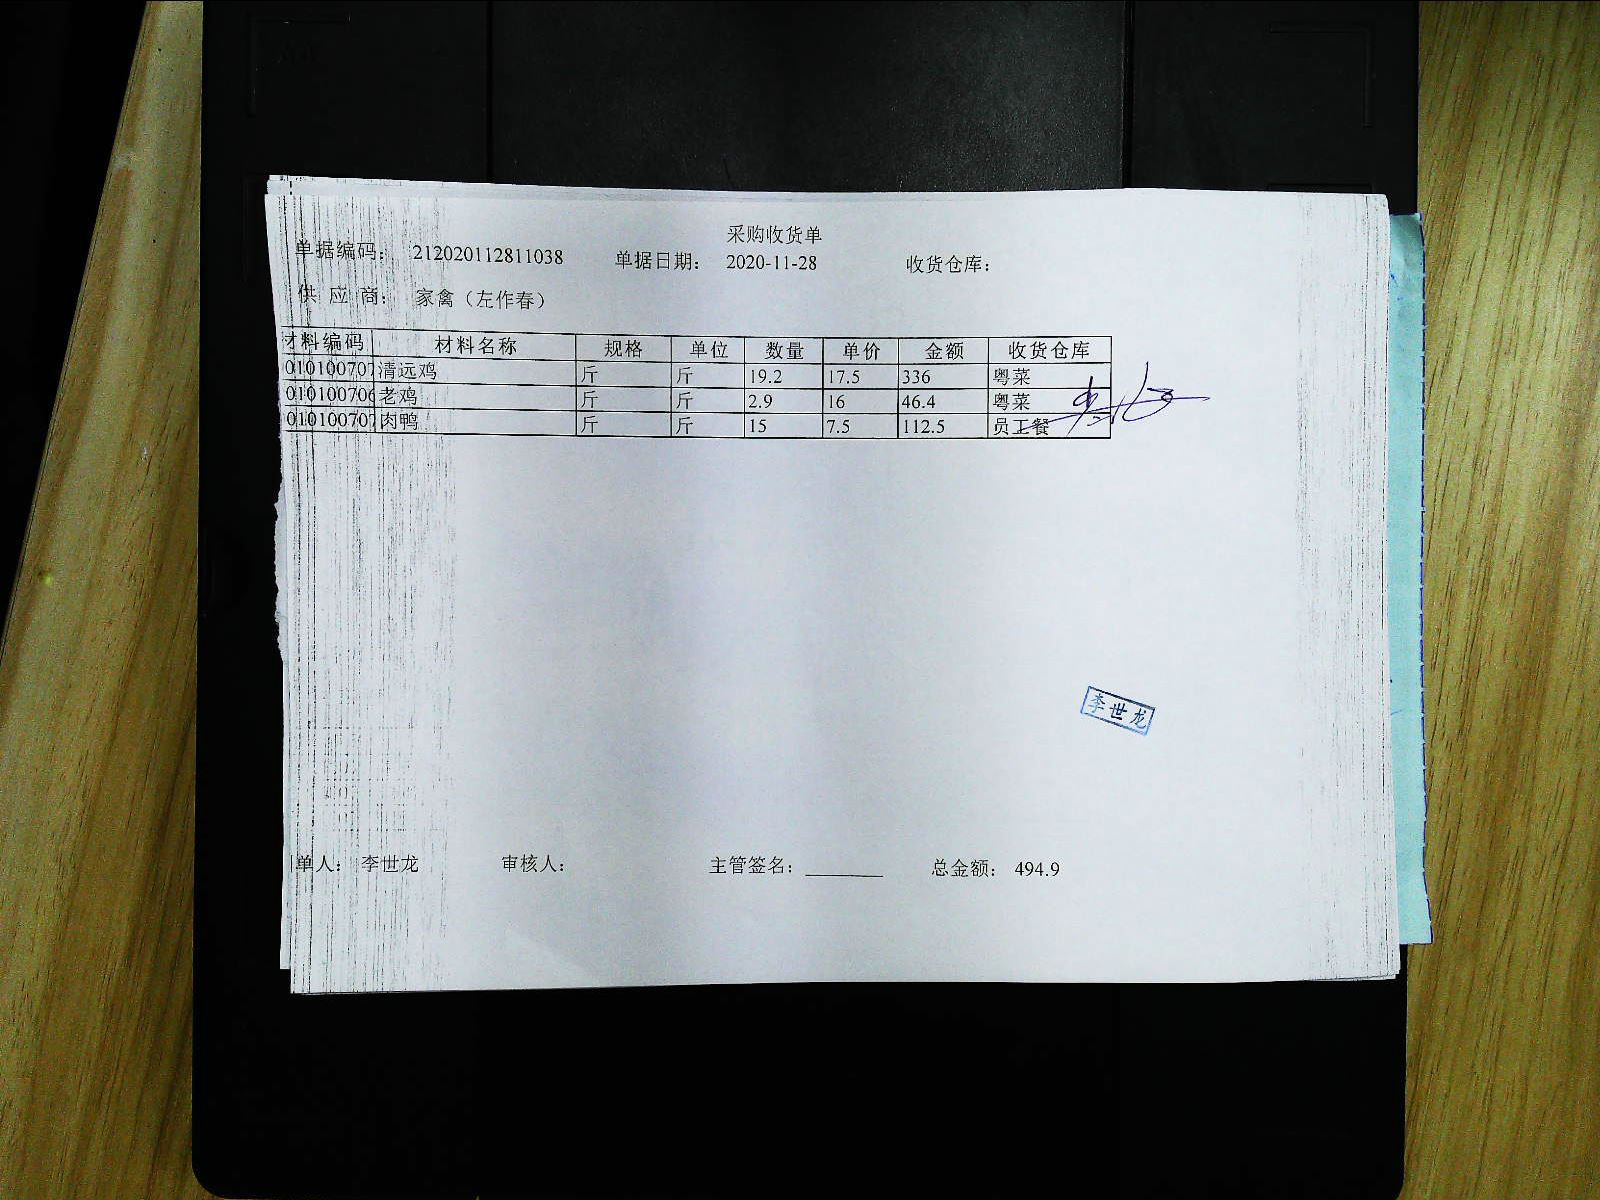 采购收货单
单据编码： 212020112811038 单据日期： 2020-11-28 收货仓库：
供 应 商： 家禽（左作春）
材料编码 材料名称 规格 单位 数量 单价 金额 收货仓库
010100707 清远鸡 斤 斤 19.2 17.5 336 粤菜
010100706 老鸡 斤 斤 2.9 16 46.4 粤菜
010100707 肉鸭 斤 斤 15 7.5 112.5 员工餐
李世龙
单人： 李世龙 审核人： 主管签名： ________ 总金额： 494.9